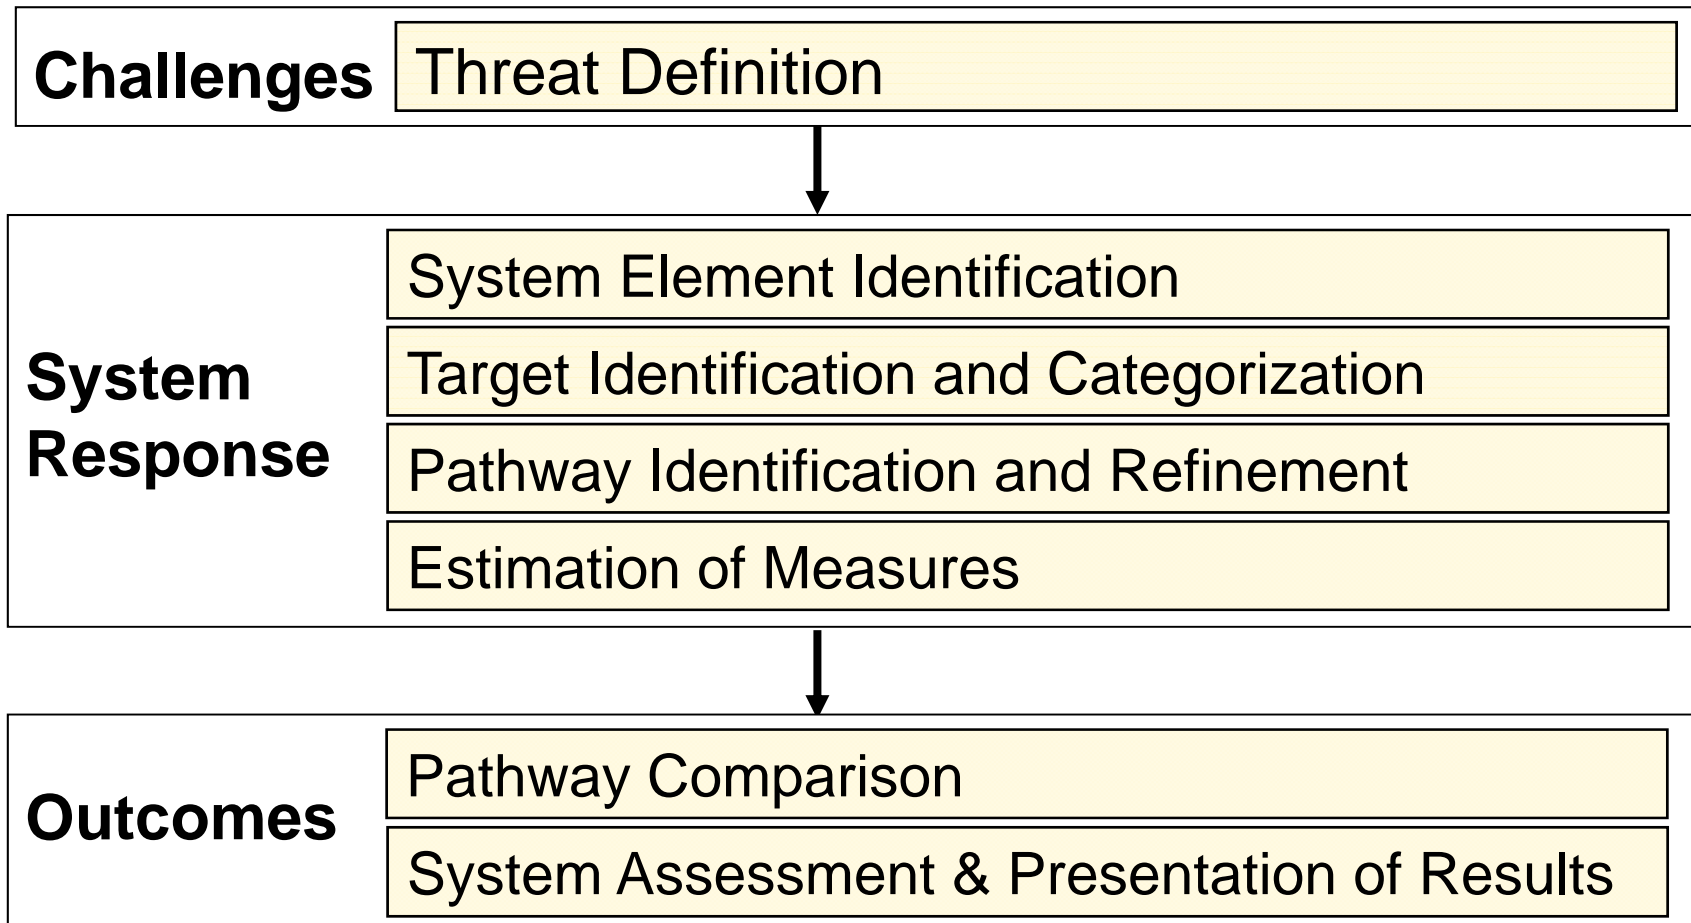 Challenges
Threat Definition
System
Response
System Element Identification
Target Identification and Categorization
Pathway Identification and Refinement
Estimation of Measures
Outcomes
Pathway Comparison
System Assessment & Presentation of Results